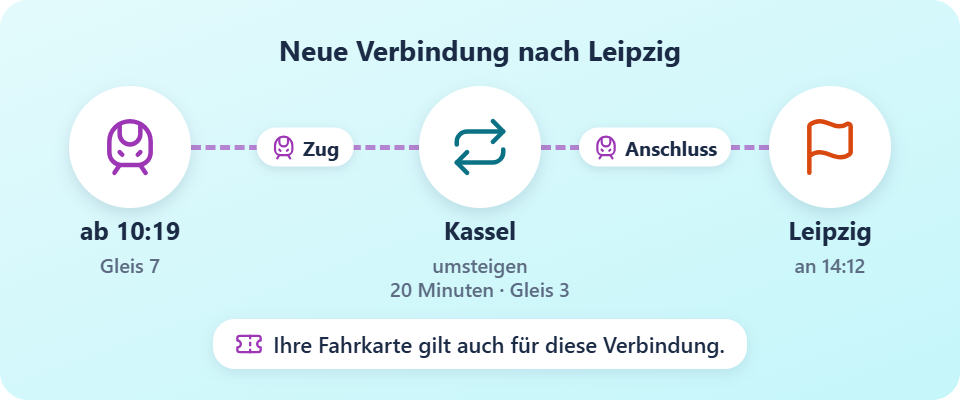 Neue Verbindung nach Leipzig
Zug
Anschluss
ab 10:19
Gleis 7
Kassel
umsteigen
20 Minuten · Gleis 3
Leipzig
an 14:12
Ihre Fahrkarte gilt auch für diese Verbindung.